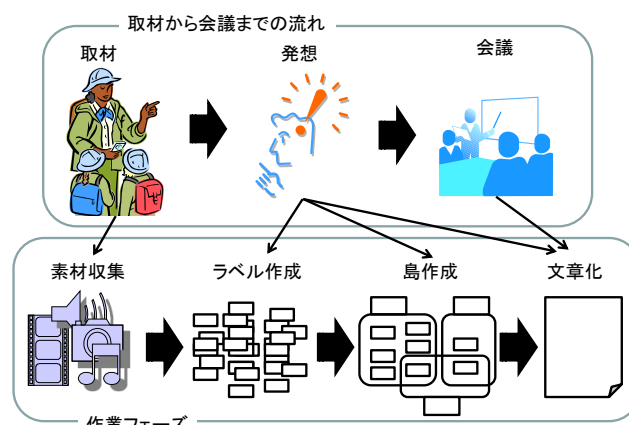 取材から会議までの流れ
取材
発想
会議
素材収集
ラベル作成
島作成
文章化
作業フェーズ